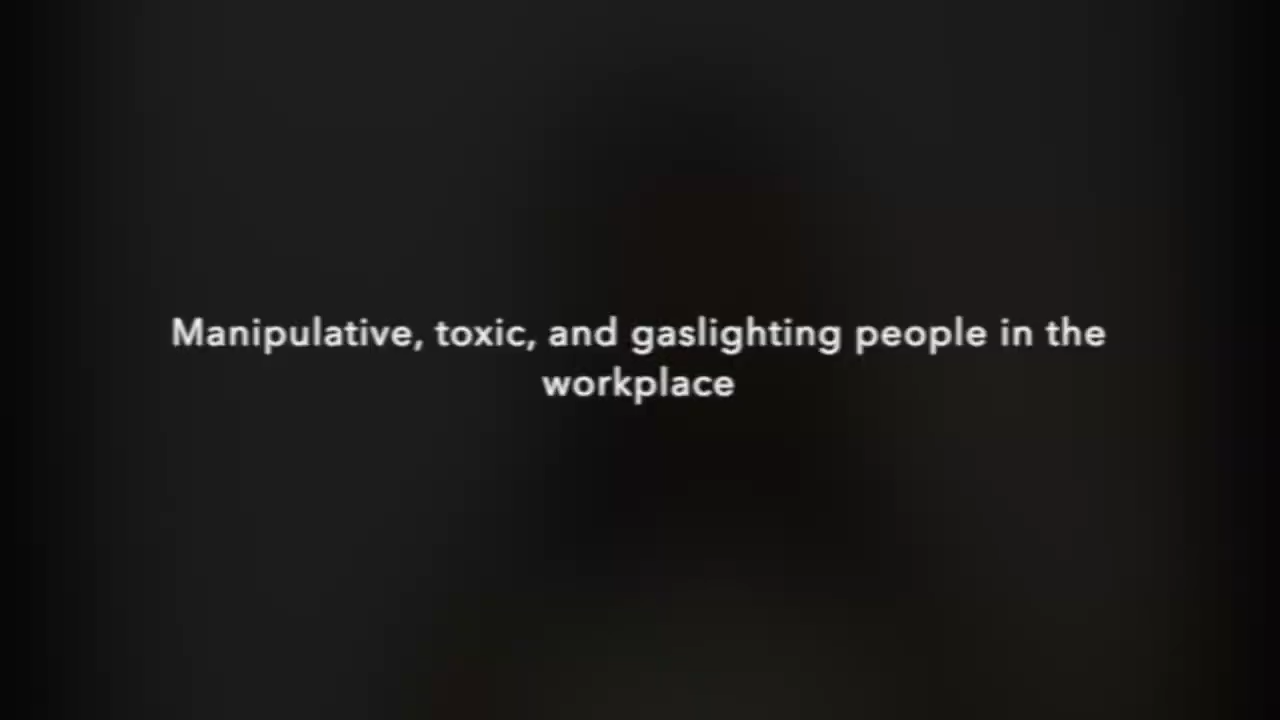 Manipulative, toxic, and gaslighting people in the
workplace